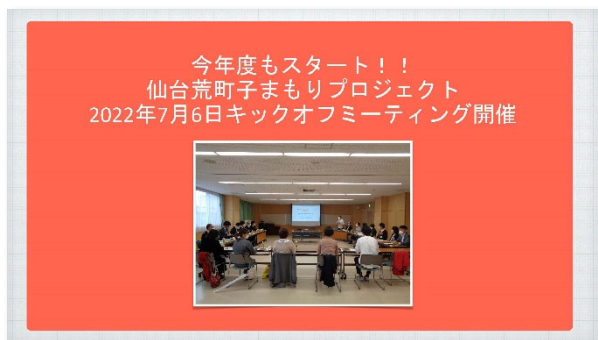 今年度もスタート！！
仙台荒町子まもりプロジェクト
2022年7月6日キックオフミーティング開催